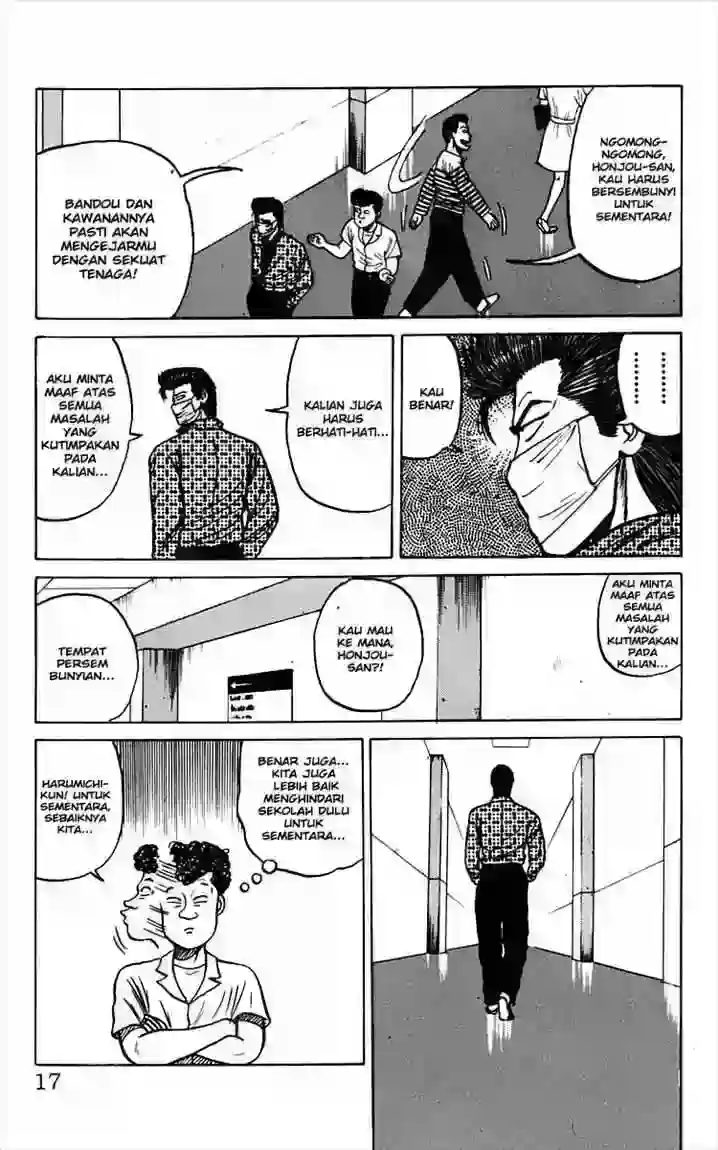 NGOMONG-
NGOMONG,
HONJOU-SAN,
KAU HARUS
BERSEMBUNYI
UNTUK
SEMENTARA!
BANDOU DAN
KAWANANNYA
PASTI AKAN
MENGEJARMU
DENGAN SEKUAT
TENAGA!
.........
KAU
BENAR!
KALIAN JUGA
HARUS
BERHATI-HATI...
AKU MINTA
MAAF ATAS
SEMUA
MASALAH
YANG
KUTIMPAKAN
PADA
KALIAN...
AKU MINTA
MAAF ATAS
SEMUA
MASALAH
YANG
KUTIMPAKAN
PADA
KALIAN...
KAU MAU
KE MANA,
HONJOU-
SAN?!
TEMPAT
PERSEM
BUNYIAN...
BENAR JUGA...
KITA JUGA
LEBIH BAIK
MENGHINDARI
SEKOLAH DULU
UNTUK
SEMENTARA...
HARUMICHI-
KUN! UNTUK
SEMENTARA,
SEBAIKNYA
KITA...
17